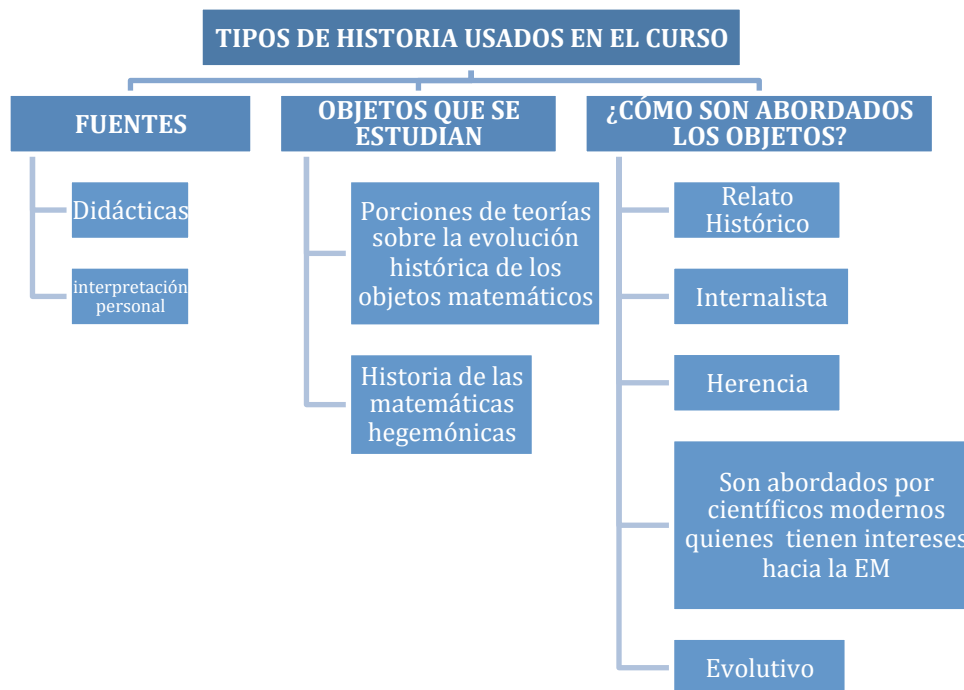 TIPOS DE HISTORIA USADOS EN EL CURSO
FUENTES
Didácticas
interpretación
personal
OBJETOS QUE SE
ESTUDIAN
Porciones de teorías
sobre la evolución
histórica de los
objetos matemáticos
Historia de las
matemáticas
hegemónicas
¿CÓMO SON ABORDADOS
LOS OBJETOS?
Relato
Histórico
Internalista
Herencia
Son abordados por
científicos modernos
quienes tienen intereses
hacia la EM
Evolutivo